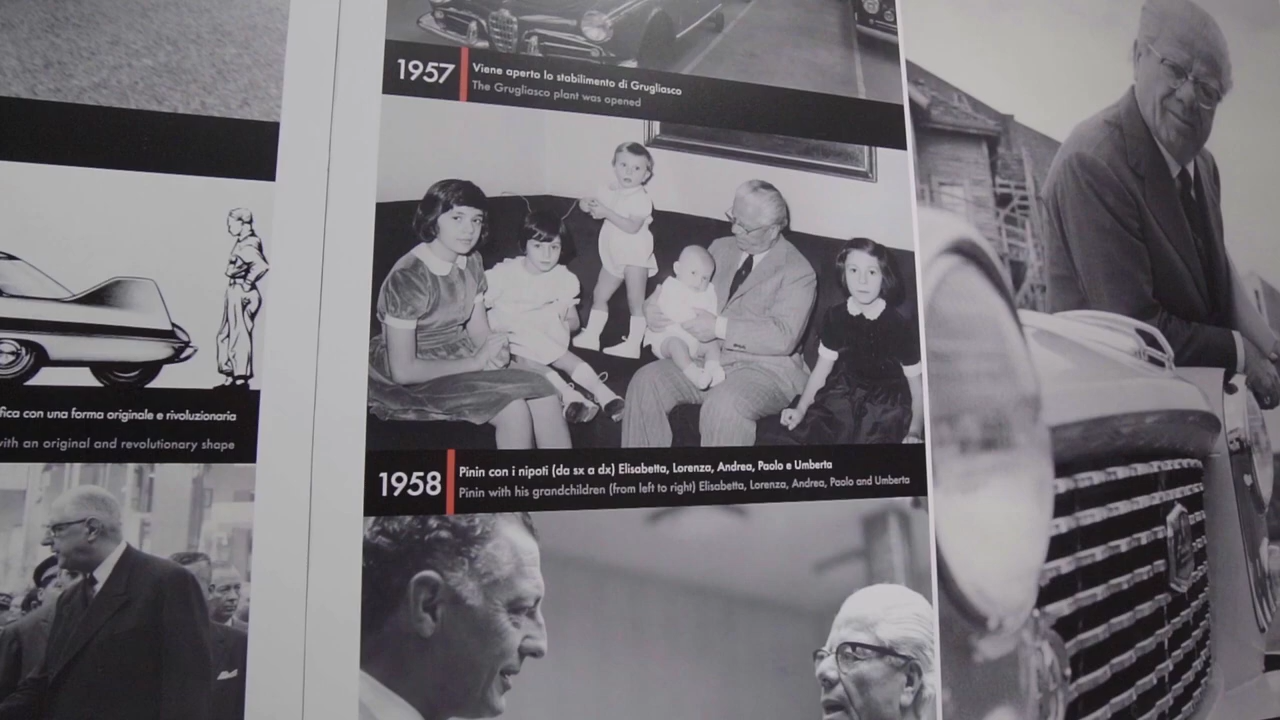 1957
Viene aperto lo stabilimento di Grugliasco
The Grugliasco plant was opened
fica con una forma originale e rivoluzionaria
with an original and revolutionary shape
1958
Pinin con i nipoti (da sx a dx) Elisabetta, Lorenza, Andrea, Paolo e Umberta
Pinin with his grandchildren (from left to right) Elisabetta, Lorenza, Andrea, Paolo and Umberta